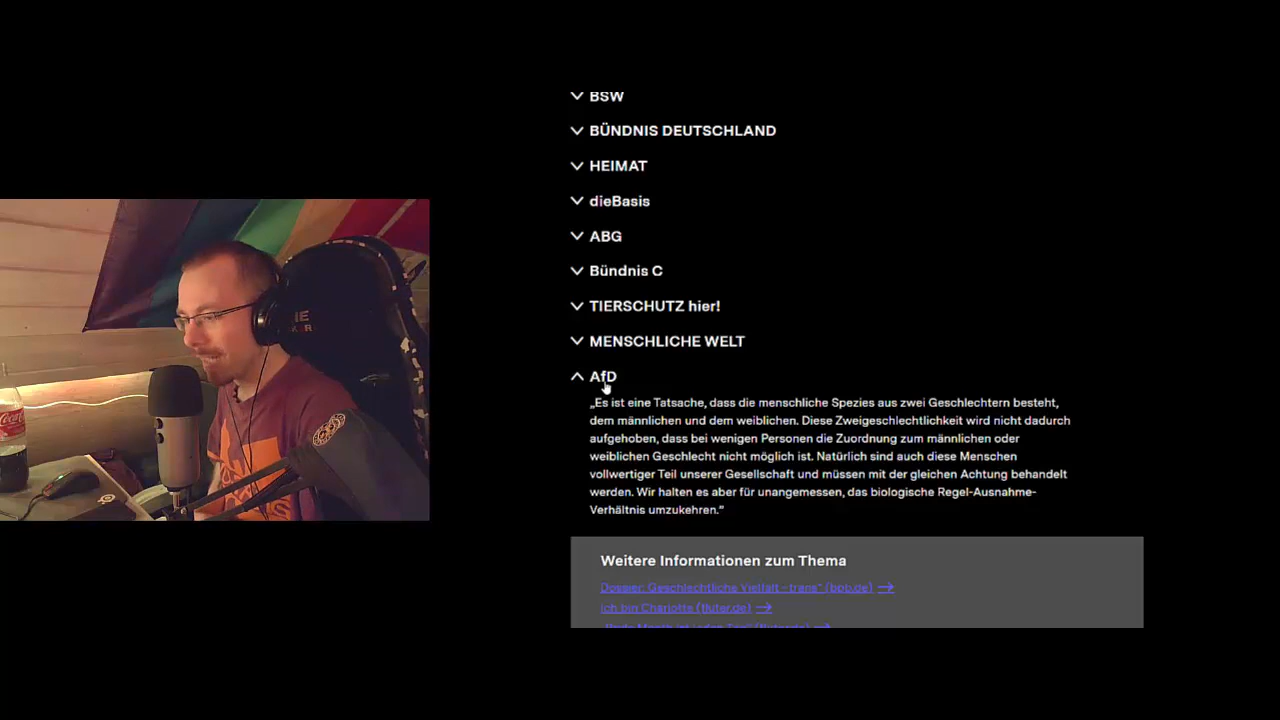 BSW
BÜNDNIS DEUTSCHLAND
HEIMAT
dieBasis
ABG
Bündnis C
TIERSCHUTZ hier!
MENSCHLICHE WELT
AfD
„Es ist eine Tatsache, dass die menschliche Spezies aus zwei Geschlechtern besteht,
dem männlichen und dem weiblichen. Diese Zweigeschlechtlichkeit wird nicht dadurch
aufgehoben, dass bei wenigen Personen die Zuordnung zum männlichen oder
weiblichen Geschlecht nicht möglich ist. Natürlich sind auch diese Menschen
vollwertiger Teil unserer Gesellschaft und müssen mit der gleichen Achtung behandelt
werden. Wir halten es aber für unangemessen, das biologische Regel-Ausnahme-
Verhältnis umzukehren.“
Weitere Informationen zum Thema
Dossier: Geschlechtliche Vielfalt - trans* (bpb.de) →
Ich bin Charlotte (fluter.de) →